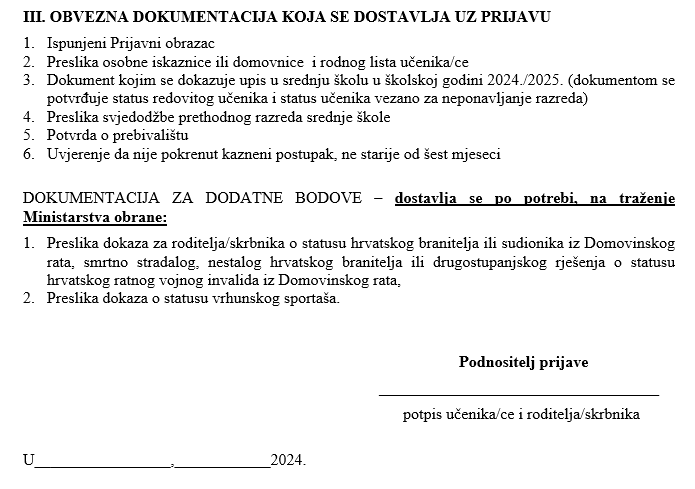 III. OBVEZNA DOKUMENTACIJA KOJA SE DOSTAVLJA UZ PRIJAVU
1. Ispunjeni Prijavni obrazac
2. Preslika osobne iskaznice ili domovnice i rodnog lista učenika/ce
3. Dokument kojim se dokazuje upis u srednju školu u školskoj godini 2024./2025. (dokumentom se
potvrđuje status redovitog učenika i status učenika vezano za neponavljanje razreda)
4. Preslika svjedodžbe prethodnog razreda srednje škole
5. Potvrda o prebivalištu
6. Uvjerenje da nije pokrenut kazneni postupak, ne starije od šest mjeseci
DOKUMENTACIJA ZA DODATNE BODOVE – dostavlja se po potrebi, na traženje
Ministarstva obrane:
1. Preslika dokaza za roditelja/skrbnika o statusu hrvatskog branitelja ili sudionika iz Domovinskog
rata, smrtno stradalog, nestalog hrvatskog branitelja ili drugostupanjskog rješenja o statusu
hrvatskog ratnog vojnog invalida iz Domovinskog rata,
2. Preslika dokaza o statusu vrhunskog sportaša.
Podnositelj prijave
potpis učenika/ce i roditelja/skrbnika
U_________________,____________2024.